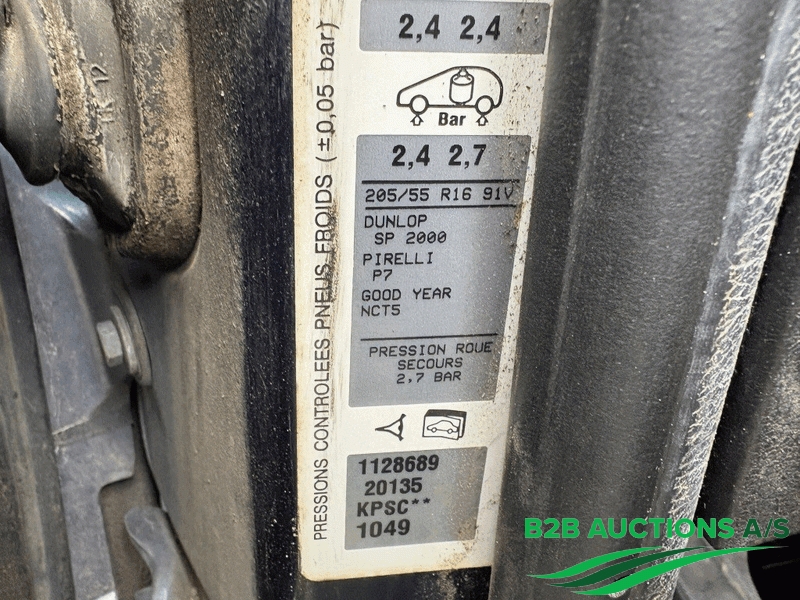 2,4 2,4
Bar
2,4 2,7
205/55 R16 91V
DUNLOP
SP 2000
PIRELLI
P7
GOOD YEAR
NCT5
PRESSION ROUE
SECOURS
2,7 BAR
1128689
20135
KPSC**
1049
PRESSIONS CONTROLEES PNEUS FROIDS (±0,05 bar)
B2B AUCTIONS A/S